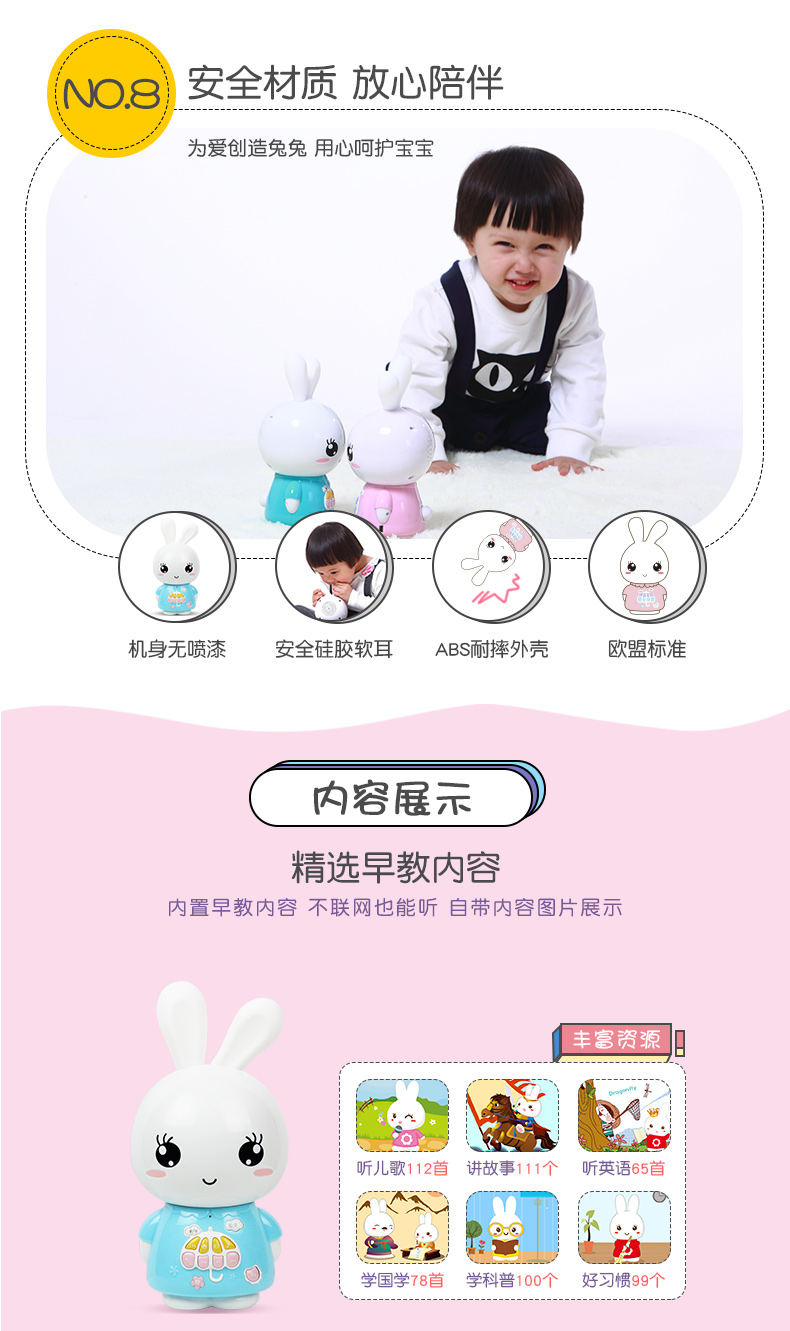 NO.8
安全材质 放心陪伴
为爱创造兔兔 用心呵护宝宝
机身无喷漆
安全硅胶软耳
ABS耐摔外壳
欧盟标准
内容展示
精选早教内容
内置早教内容 不联网也能听 自带内容图片展示
丰富资源
Dragonfly
听儿歌112首
讲故事111个
听英语65首
学国学78首
学科普100个
好习惯99个